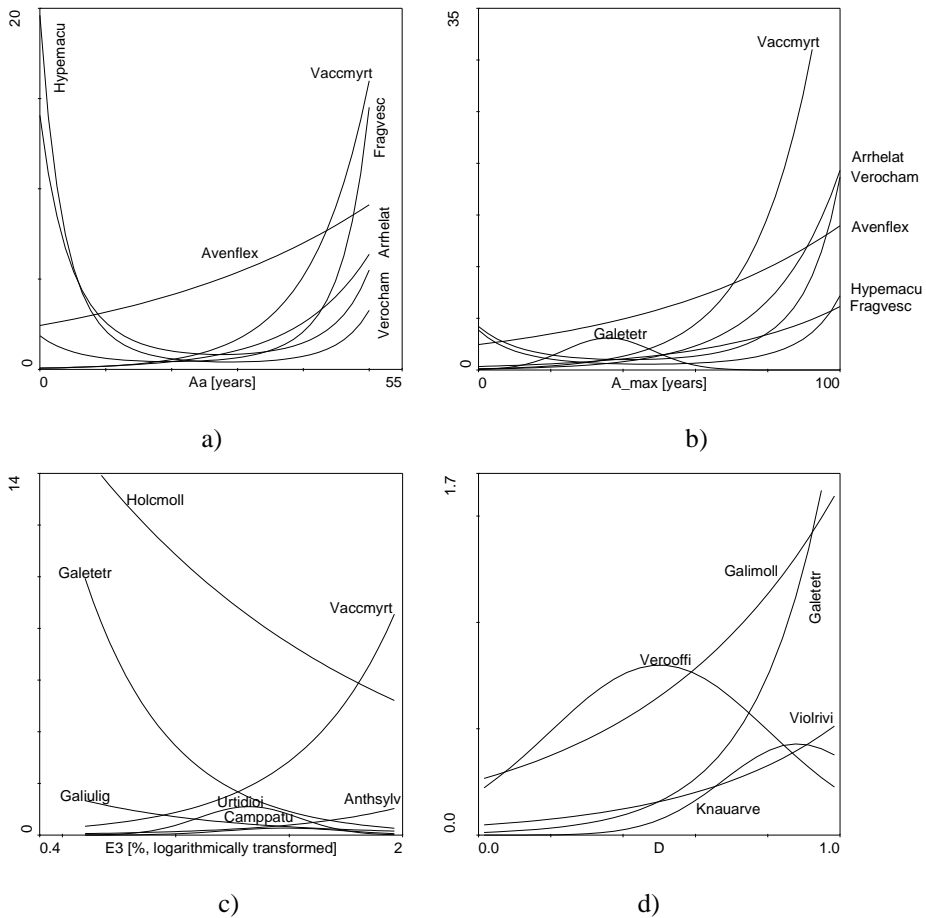 20
Hypemacu
Vaccmyrt
Fragvesc
Avenflex
Arrhelat
Verocham
0
0
Aa [years]
55
a)
35
Vaccmyrt
Arrhelat
Verocham
Avenflex
Hypemacu
Fragvesc
Galetetr
0
0
A_max [years]
100
b)
14
Holcmoll
Galetetr
Vaccmyrt
Galiulig
Urtidioi
Camppatu
Anthsylv
0
0.4
E3 [%, logarithmically transformed]
2
c)
1.7
Galimoll
Galetetr
Verooffi
Violrivi
Knauarve
0.0
0.0
D
1.0
d)